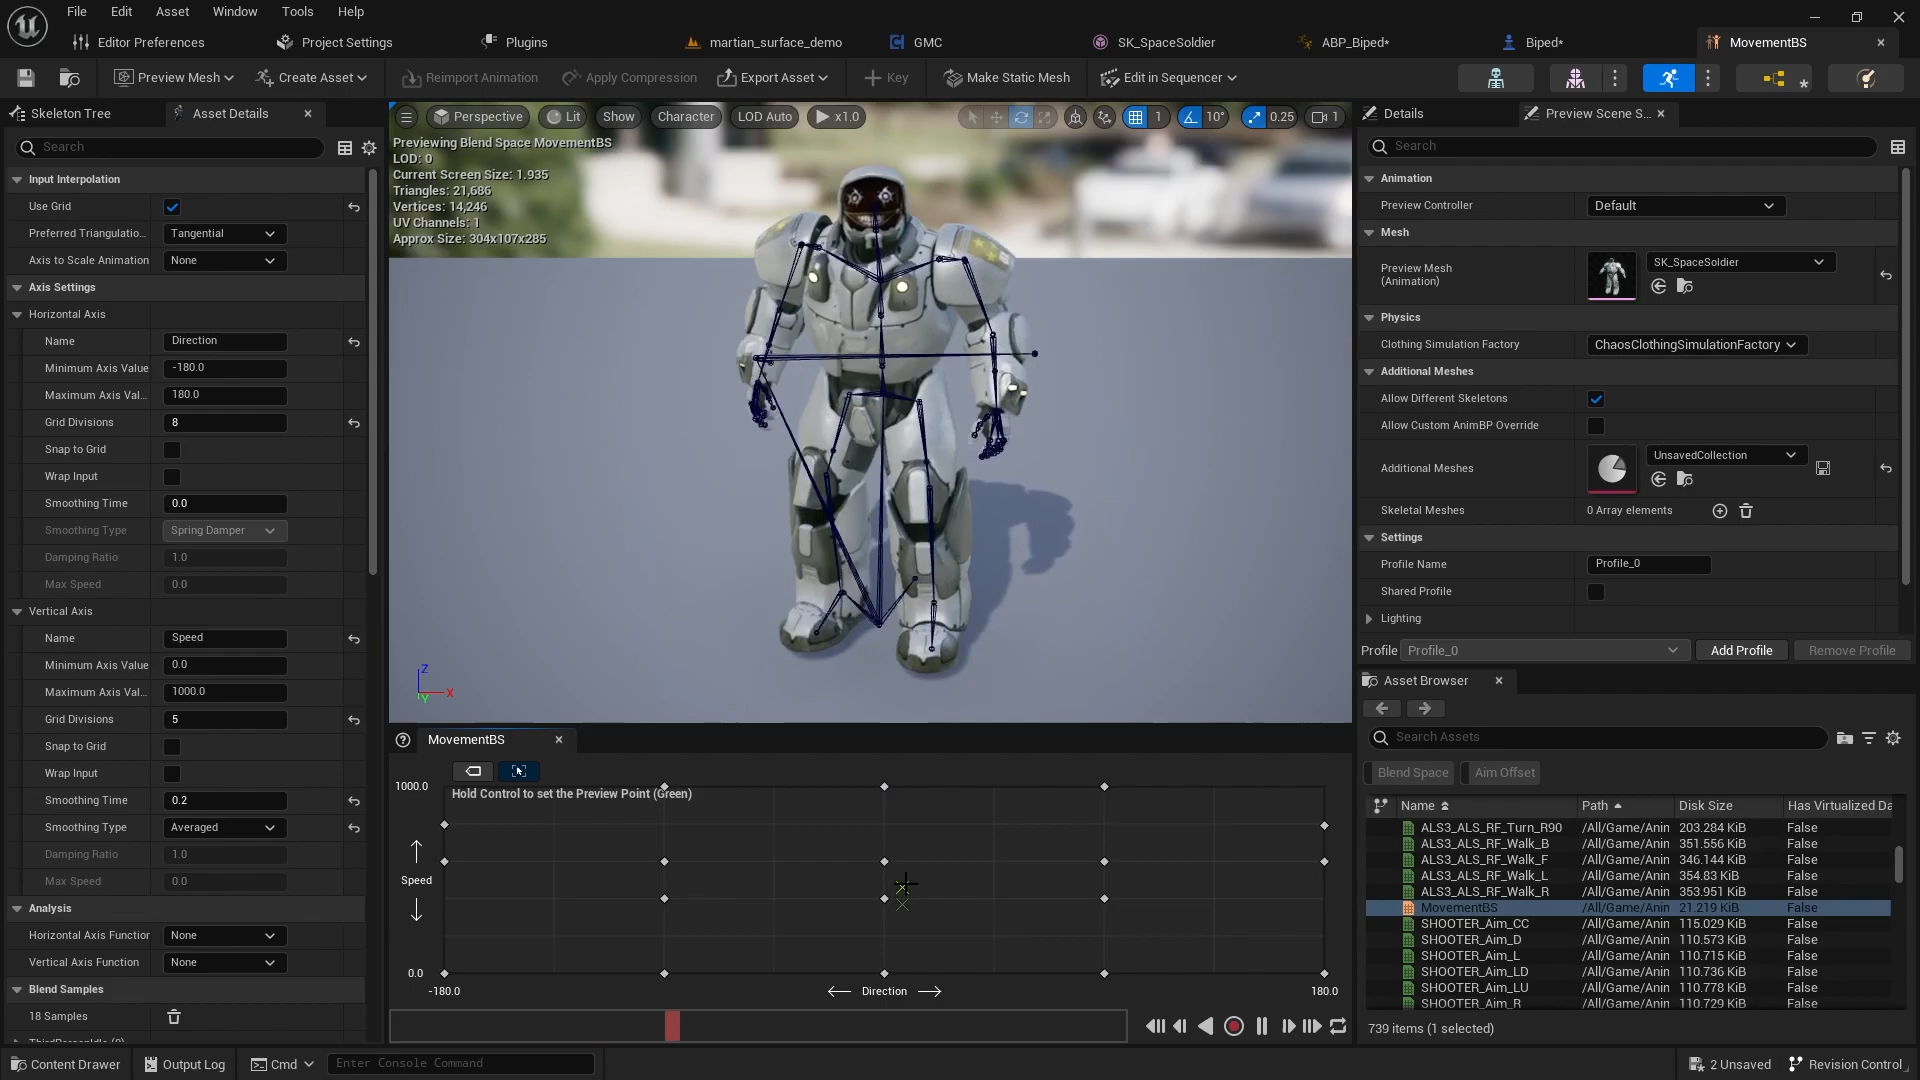 File Edit Asset Window Tools Help
Editor Preferences Project Settings Plugins martian_surface_demo GMC SK_SpaceSoldier ABP_Biped* Biped* MovementBS
Preview Mesh Create Asset Reimport Animation Apply Compression Export Asset Key Make Static Mesh Edit in Sequencer
Skeleton Tree Asset Details
Search
Input Interpolation
Use Grid
Preferred Triangulatio... Tangential
Axis to Scale Animation None
Axis Settings
Horizontal Axis
Name Direction
Minimum Axis Value -180.0
Maximum Axis Val... 180.0
Grid Divisions 8
Snap to Grid
Wrap Input
Smoothing Time 0.0
Smoothing Type Spring Damper
Damping Ratio 1.0
Max Speed 0.0
Vertical Axis
Name Speed
Minimum Axis Value 0.0
Maximum Axis Val... 1000.0
Grid Divisions 5
Snap to Grid
Wrap Input
Smoothing Time 0.2
Smoothing Type Averaged
Damping Ratio 1.0
Max Speed 0.0
Analysis
Horizontal Axis Function None
Vertical Axis Function None
Blend Samples
18 Samples
Perspective Lit Show Character LOD Auto x1.0 1 10° 0.25 1
Previewing Blend Space MovementBS
LOD: 0
Current Screen Size: 1.935
Triangles: 21,686
Vertices: 14,246
UV Channels: 1
Approx Size: 304x107x285
Z
X
Y
MovementBS
1000.0
Hold Control to set the Preview Point (Green)
Speed
0.0
-180.0 Direction 180.0
Details Preview Scene S...
Search
Animation
Preview Controller Default
Mesh
Preview Mesh
(Animation)
SK_SpaceSoldier
Physics
Clothing Simulation Factory ChaosClothingSimulationFactory
Additional Meshes
Allow Different Skeletons
Allow Custom AnimBP Override
Additional Meshes UnsavedCollection
Skeletal Meshes 0 Array elements
Settings
Profile Name Profile_0
Shared Profile
Lighting
Profile Profile_0 Add Profile Remove Profile
Asset Browser
Search Assets
Blend Space Aim Offset
Name Path Disk Size Has Virtualized Da
ALS3_ALS_RF_Turn_R90 /All/Game/Anin 203.284 KiB False
ALS3_ALS_RF_Walk_B /All/Game/Anin 351.556 KiB False
ALS3_ALS_RF_Walk_F /All/Game/Anin 346.144 KiB False
ALS3_ALS_RF_Walk_L /All/Game/Anin 354.83 KiB False
ALS3_ALS_RF_Walk_R /All/Game/Anin 353.951 KiB False
MovementBS /All/Game/Anin 21.219 KiB False
SHOOTER_Aim_CC /All/Game/Anin 115.029 KiB False
SHOOTER_Aim_D /All/Game/Anin 110.573 KiB False
SHOOTER_Aim_L /All/Game/Anin 110.715 KiB False
SHOOTER_Aim_LD /All/Game/Anin 110.736 KiB False
SHOOTER_Aim_LU /All/Game/Anin 110.778 KiB False
SHOOTER_Aim_R /All/Game/Anin 110.729 KiB False
739 items (1 selected)
Content Drawer Output Log Cmd Enter Console Command 2 Unsaved Revision Control